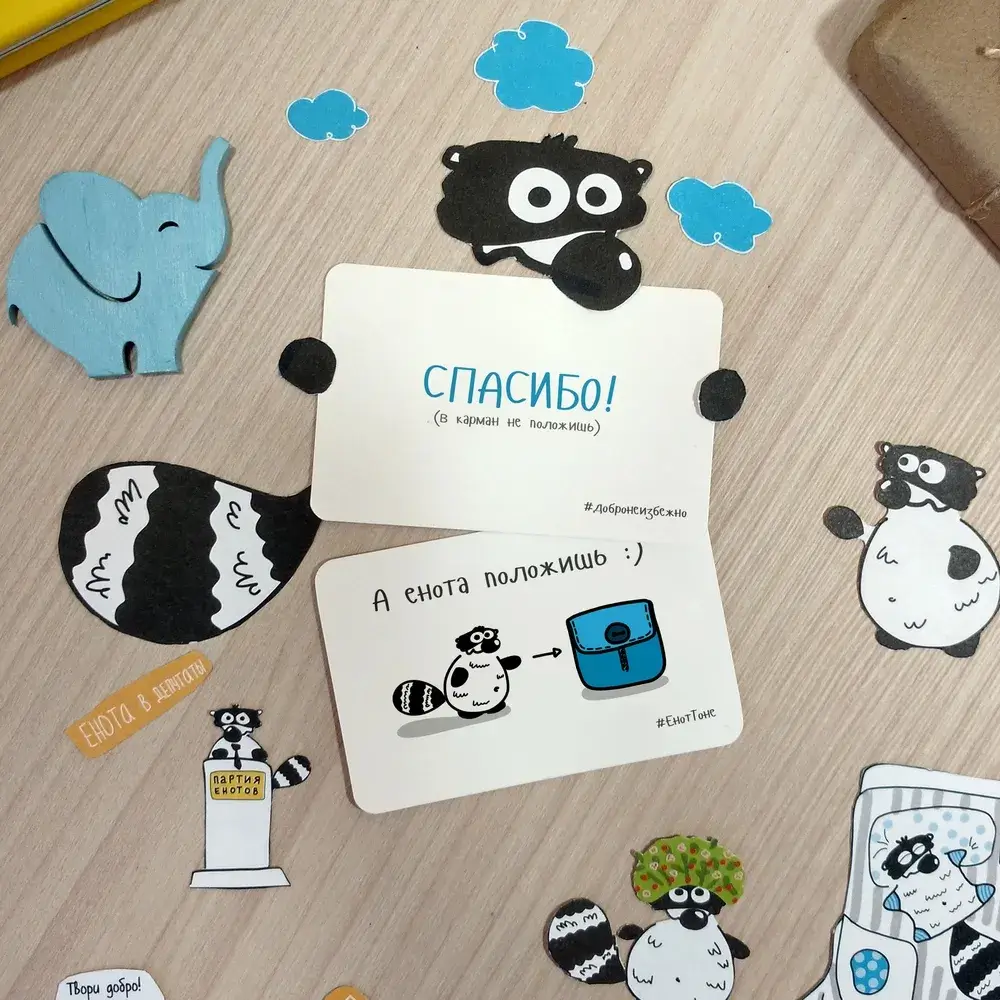 СПАСИБО!
(в карман не положишь)
#добронеизбежно
А енота положишь :)
#ЕнотТоне
ЕНОТА В ДЕПУТАТЫ
ПАРТИЯ
ЕНОТОВ
Твори добро!